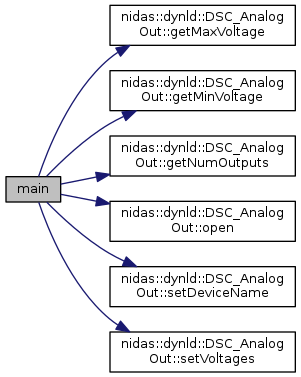 nidas::dynld::DSC_Analog
Out::getMaxVoltage
nidas::dynld::DSC_Analog
Out::getMinVoltage
nidas::dynld::DSC_Analog
Out::getNumOutputs
main
nidas::dynld::DSC_Analog
Out::open
nidas::dynld::DSC_Analog
Out::setDeviceName
nidas::dynld::DSC_Analog
Out::setVoltages